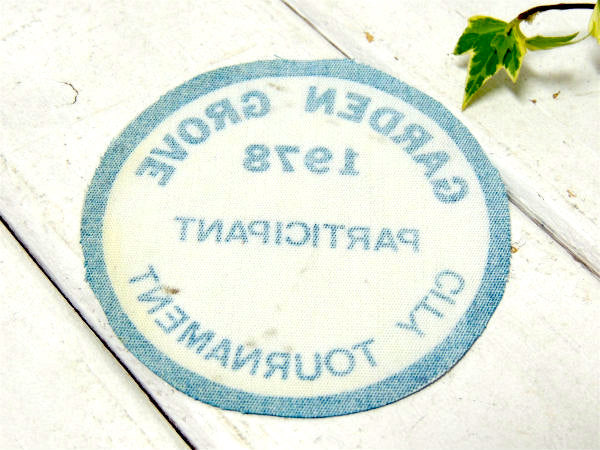 GARDEN GROVE
1978
PARTICIPANT
CITY TOURNAMENT